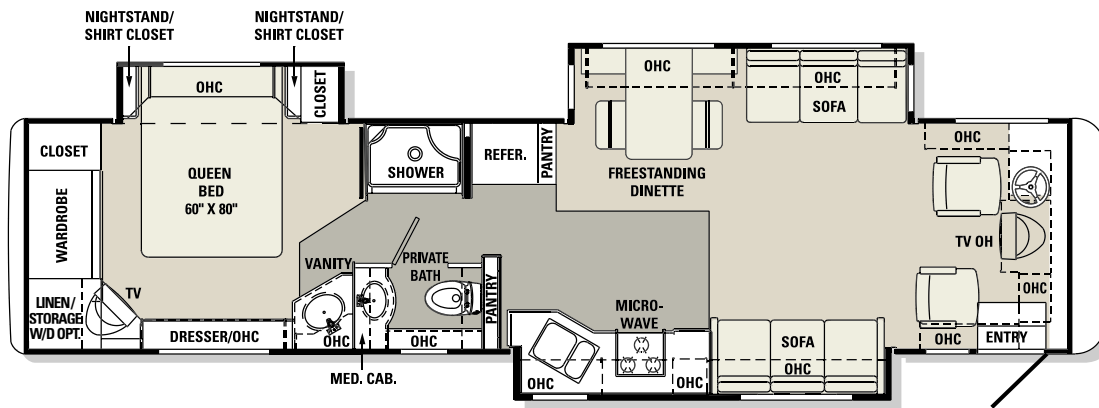 NIGHTSTAND/
SHIRT CLOSET
NIGHTSTAND/
SHIRT CLOSET
OHC
CLOSET
OHC
OHC
SOFA
CLOSET
QUEEN
BED
60" X 80"
SHOWER
REFER.
PANTRY
FREESTANDING
DINETTE
OHC
WARDROBE
TV OH
VANITY
PRIVATE
BATH
PANTRY
LINEN/
STORAGE
W/D OPT.
TV
DRESSER/OHC
OHC
MED. CAB.
OHC
MICRO-
WAVE
OHC
OHC
SOFA
OHC
OHC
OHC
ENTRY